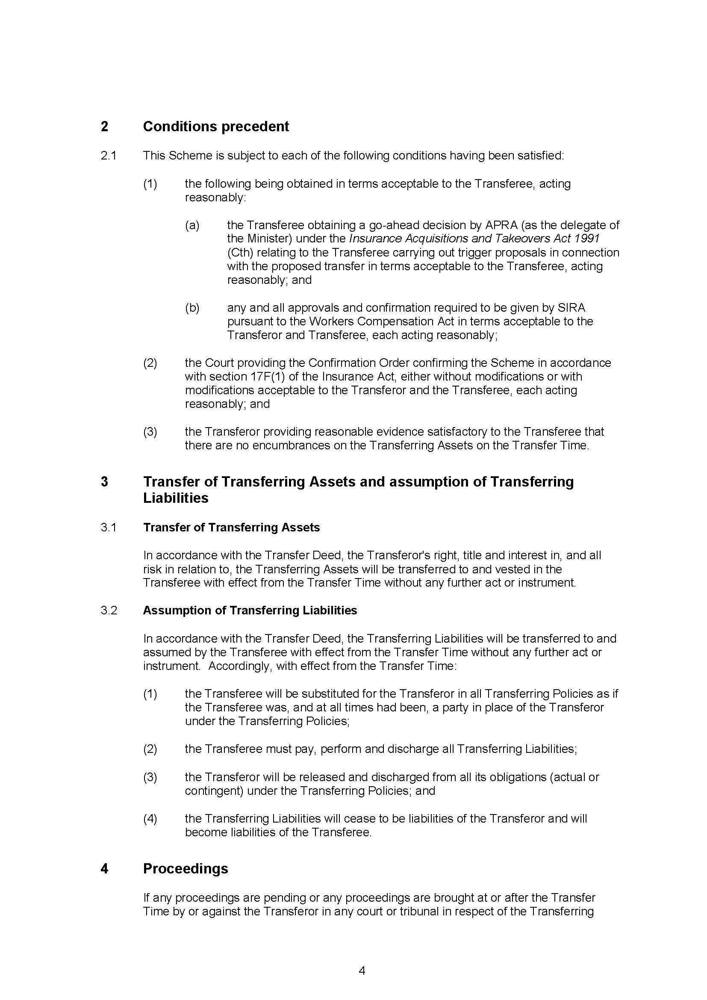 2 Conditions precedent
2.1 This Scheme is subject to each of the following conditions having been satisfied:
(1) the following being obtained in terms acceptable to the Transferee, acting
reasonably:
(a) the Transferee obtaining a go-ahead decision by APRA (as the delegate of
the Minister) under the Insurance Acquisitions and Takeovers Act 1991
(Cth) relating to the Transferee carrying out trigger proposals in connection
with the proposed transfer in terms acceptable to the Transferee, acting
reasonably; and
(b) any and all approvals and confirmation required to be given by SIRA
pursuant to the Workers Compensation Act in terms acceptable to the
Transferor and Transferee, each acting reasonably;
(2) the Court providing the Confirmation Order confirming the Scheme in accordance
with section 17F(1) of the Insurance Act, either without modifications or with
modifications acceptable to the Transferor and the Transferee, each acting
reasonably; and
(3) the Transferor providing reasonable evidence satisfactory to the Transferee that
there are no encumbrances on the Transferring Assets on the Transfer Time.
3 Transfer of Transferring Assets and assumption of Transferring
Liabilities
3.1 Transfer of Transferring Assets
In accordance with the Transfer Deed, the Transferor's right, title and interest in, and all
risk in relation to, the Transferring Assets will be transferred to and vested in the
Transferee with effect from the Transfer Time without any further act or instrument.
3.2 Assumption of Transferring Liabilities
In accordance with the Transfer Deed, the Transferring Liabilities will be transferred to and
assumed by the Transferee with effect from the Transfer Time without any further act or
instrument.  Accordingly, with effect from the Transfer Time:
(1) the Transferee will be substituted for the Transferor in all Transferring Policies as if
the Transferee was, and at all times had been, a party in place of the Transferor
under the Transferring Policies;
(2) the Transferee must pay, perform and discharge all Transferring Liabilities;
(3) the Transferor will be released and discharged from all its obligations (actual or
contingent) under the Transferring Policies; and
(4) the Transferring Liabilities will cease to be liabilities of the Transferor and will
become liabilities of the Transferee.
4 Proceedings
If any proceedings are pending or any proceedings are brought at or after the Transfer
Time by or against the Transferor in any court or tribunal in respect of the Transferring
4